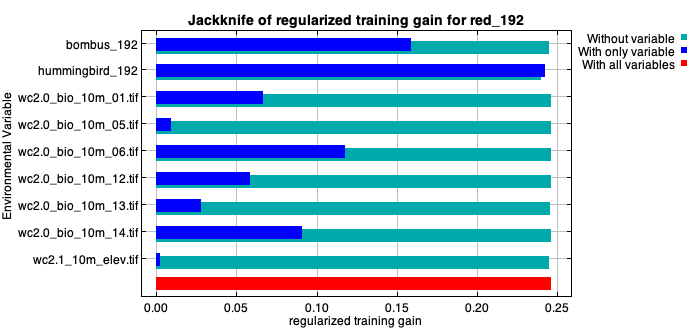 Jackknife of regularized training gain for red_192
Without variable
With only variable
With all variables
Environmental Variable
bombus_192
hummingbird_192
wc2.0_bio_10m_01.tif
wc2.0_bio_10m_05.tif
wc2.0_bio_10m_06.tif
wc2.0_bio_10m_12.tif
wc2.0_bio_10m_13.tif
wc2.0_bio_10m_14.tif
wc2.1_10m_elev.tif
0.00 0.05 0.10 0.15 0.20 0.25
regularized training gain